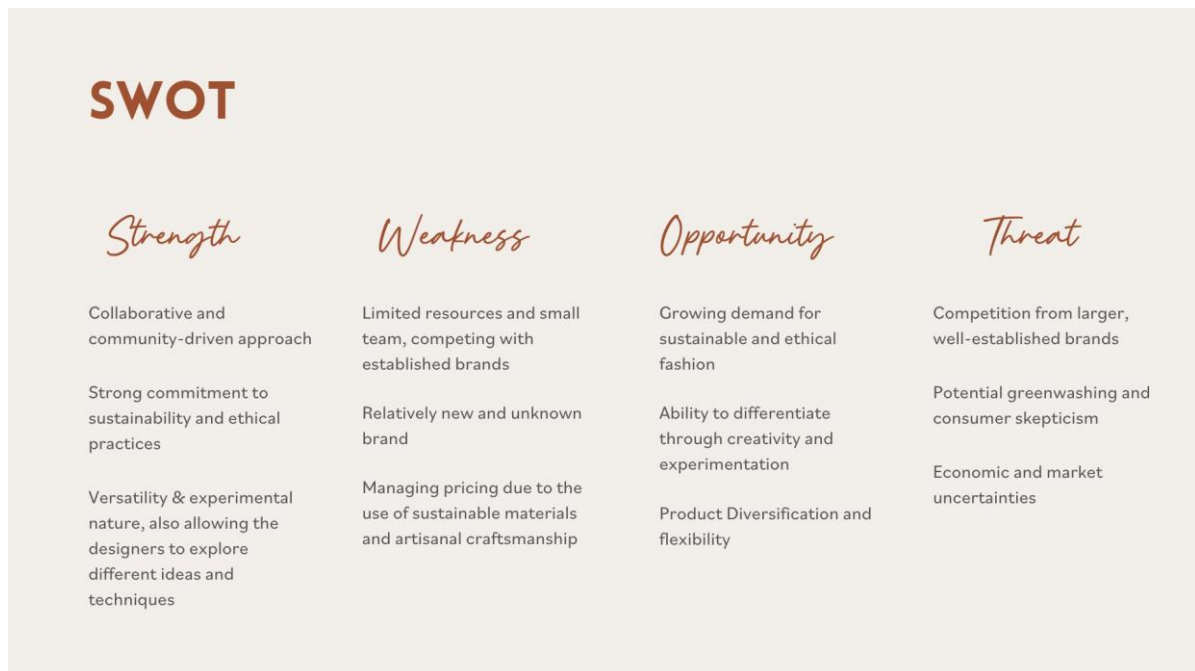 SWOT
Strength
Collaborative and
community-driven approach
Strong commitment to
sustainability and ethical
practices
Versatility & experimental
nature, also allowing the
designers to explore
different ideas and
techniques
Weakness
Limited resources and small
team, competing with
established brands
Relatively new and unknown
brand
Managing pricing due to the
use of sustainable materials
and artisanal craftsmanship
Opportunity
Growing demand for
sustainable and ethical
fashion
Ability to differentiate
through creativity and
experimentation
Product Diversification and
flexibility
Threat
Competition from larger,
well-established brands
Potential greenwashing and
consumer skepticism
Economic and market
uncertainties